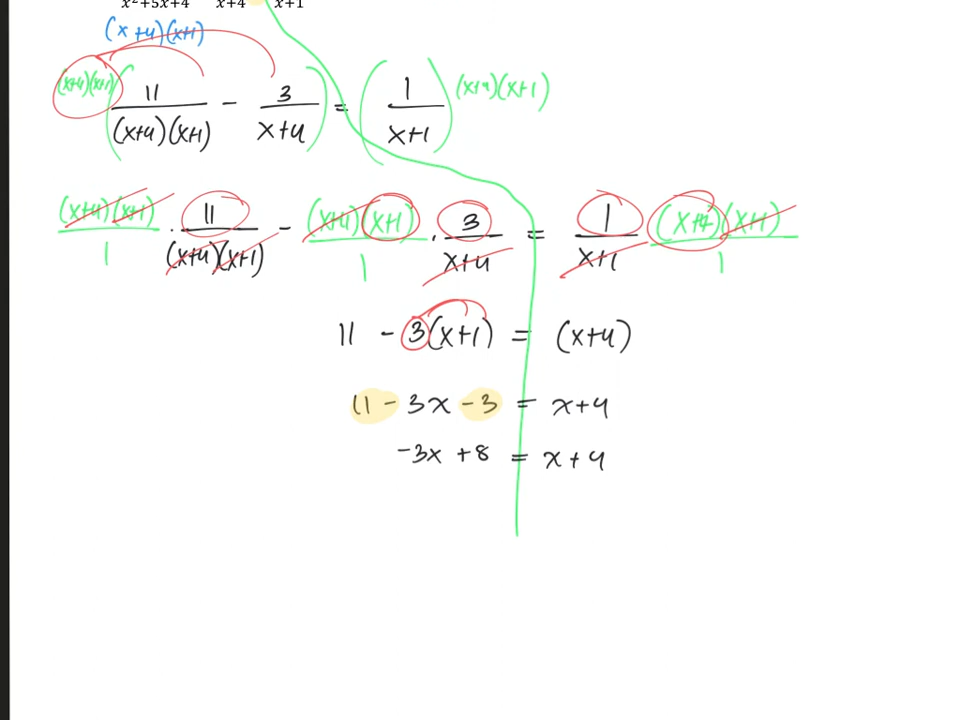 x²+5x+4 x+4 x+1
(x+4)(x+1)
(x+4)(x+1) ( 11/(x+4)(x+1) - 3/x+4 ) = ( 1/x+1 ) (x+4)(x+1)
(x+4)(x+1)/1 · 11/(x+4)(x+1) - (x+4)(x+1)/1 · 3/x+4 = 1/x+1 (x+4)(x+1)/1
11 - 3(x+1) = (x+4)
11 - 3x - 3 = x+4
-3x +8 = x+4